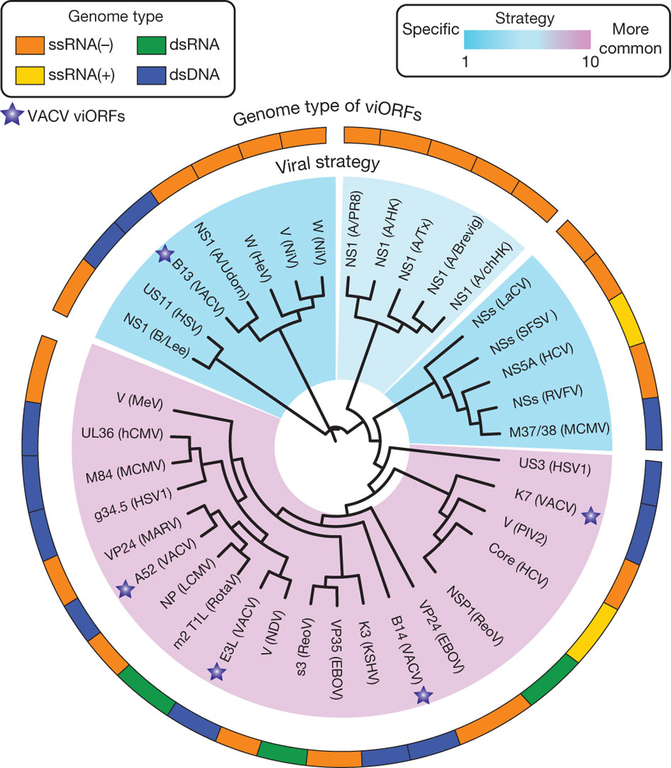 Genome type
ssRNA(–)
dsRNA
ssRNA(+)
dsDNA
VACV viORFs
Strategy
Specific
More
common
1
10
Genome type of viORFs
Viral strategy
NS1 (B/Lee)
US11 (HSV)
B13 (VACV)
NS1 (A/Udorn)
W (HeV)
V (NiV)
W (NiV)
NS1 (A/PR8)
NS1 (A/HK)
NS1 (A/Tx)
NS1 (A/Brevig)
NS1 (A/chHK)
NSs (LaCV)
NSs (SFSV )
NS5A (HCV)
NSs (RVFV)
M37/38 (MCMV)
US3 (HSV1)
K7 (VACV)
V (PIV2)
Core (HCV)
NSP1(ReoV)
VP24 (EBOV)
B14 (VACV)
K3 (KSHV)
VP35 (EBOV)
s3 (ReoV)
V (NDV)
E3L (VACV)
m2 T1L (RotaV)
NP (LCMV)
A52 (VACV)
VP24 (MARV)
g34.5 (HSV1)
M84 (MCMV)
UL36 (hCMV)
V (MeV)